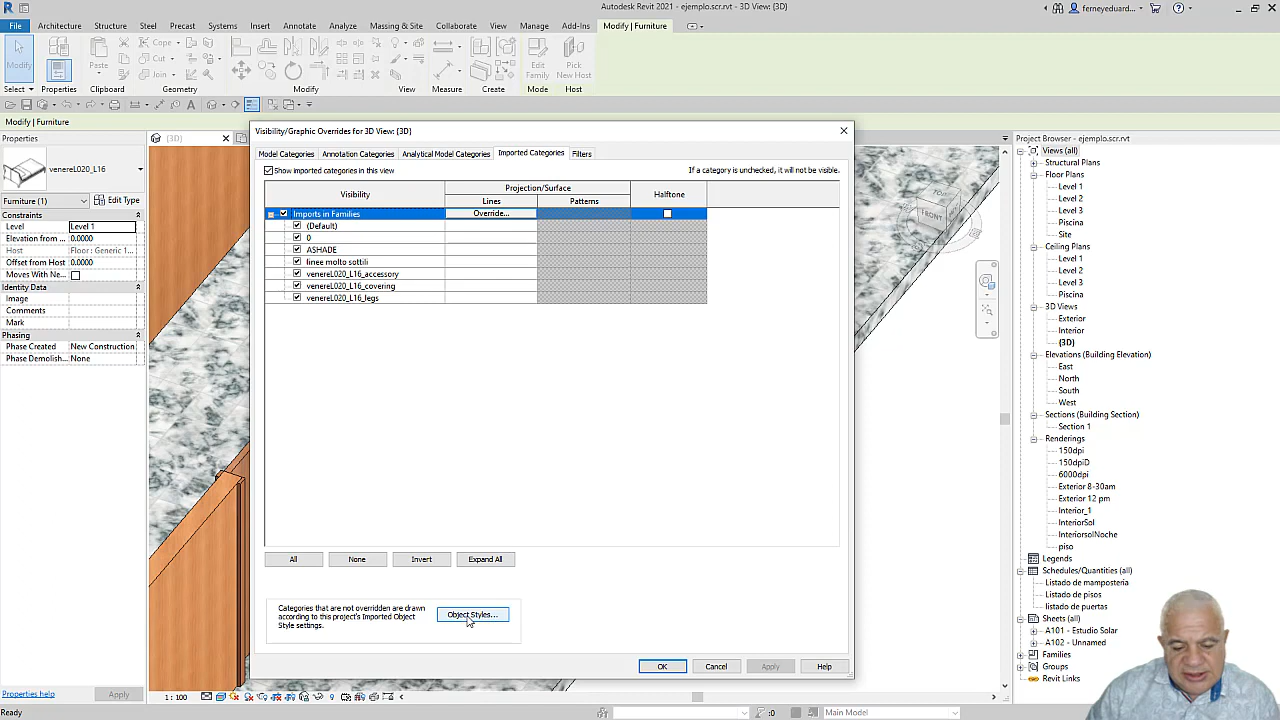 Autodesk Revit 2021 - ejemplo.scr.rvt - 3D View: {3D}
ferneyeduard...
File Architecture Structure Steel Precast Systems Insert Annotate Analyze Massing & Site Collaborate View Manage Add-Ins Modify | Furniture
Cope
Cut
Join
Modify
Paste
Edit Family
Pick New Host
Select Properties Clipboard Geometry Modify View Measure Create Mode Host
Modify | Furniture
Properties
venereL020_L16
Furniture (1) Edit Type
Constraints
Level Level 1
Elevation from ... 0.0000
Host Floor : Generic 1...
Offset from Host 0.0000
Moves With Ne...
Identity Data
Image
Comments
Mark
Phasing
Phase Created New Construction
Phase Demolish... None
Properties help Apply
{3D}
Visibility/Graphic Overrides for 3D View: {3D}
Model Categories Annotation Categories Analytical Model Categories Imported Categories Filters
Show imported categories in this view
If a category is unchecked, it will not be visible.
Visibility Projection/Surface Halftone
Lines Patterns
Imports in Families Override...
(Default)
0
ASHADE
linee molto sottili
venereL020_L16_accessory
venereL020_L16_covering
venereL020_L16_legs
All None Invert Expand All
Categories that are not overridden are drawn
according to this project's Imported Object
Style settings.
Object Styles...
OK Cancel Apply Help
TOP
FRONT
Project Browser - ejemplo.scr.rvt
Views (all)
Structural Plans
Floor Plans
Level 1
Level 2
Level 3
Piscina
Site
Ceiling Plans
Level 1
Level 2
Level 3
Piscina
3D Views
Exterior
Interior
{3D}
Elevations (Building Elevation)
East
North
South
West
Sections (Building Section)
Section 1
Renderings
150dpi
150dpiD
6000dpi
Exterior 8-30am
Exterior 12 pm
Interior_1
InteriorSol
InteriorsolNoche
piso
Legends
Schedules/Quantities (all)
Listado de mamposteria
Listado de pisos
listado de puertas
Sheets (all)
A101 - Estudio Solar
A102 - Unnamed
Families
Groups
Revit Links
1 : 100
Ready
:0
Main Model